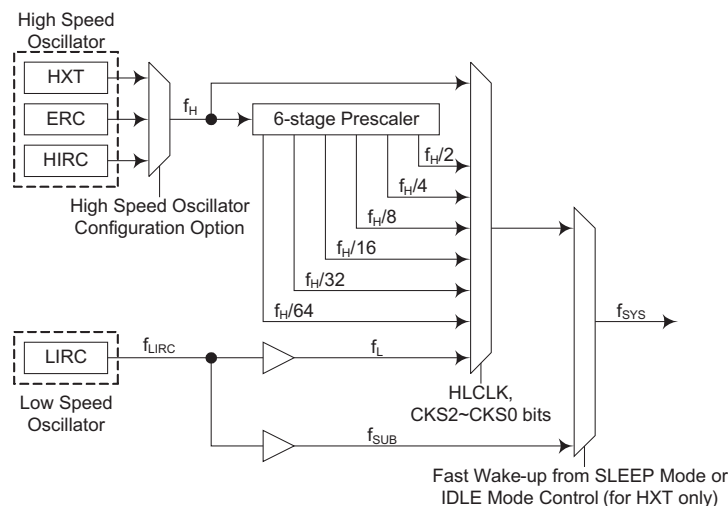 High Speed
Oscillator
HXT
ERC
HIRC
fH
6-stage Prescaler
fH/2
fH/4
fH/8
fH/16
fH/32
fH/64
High Speed Oscillator
Configuration Option
fSYS
LIRC
fLIRC
fL
Low Speed
Oscillator
HLCLK,
CKS2~CKS0 bits
fSUB
Fast Wake-up from SLEEP Mode or
IDLE Mode Control (for HXT only)